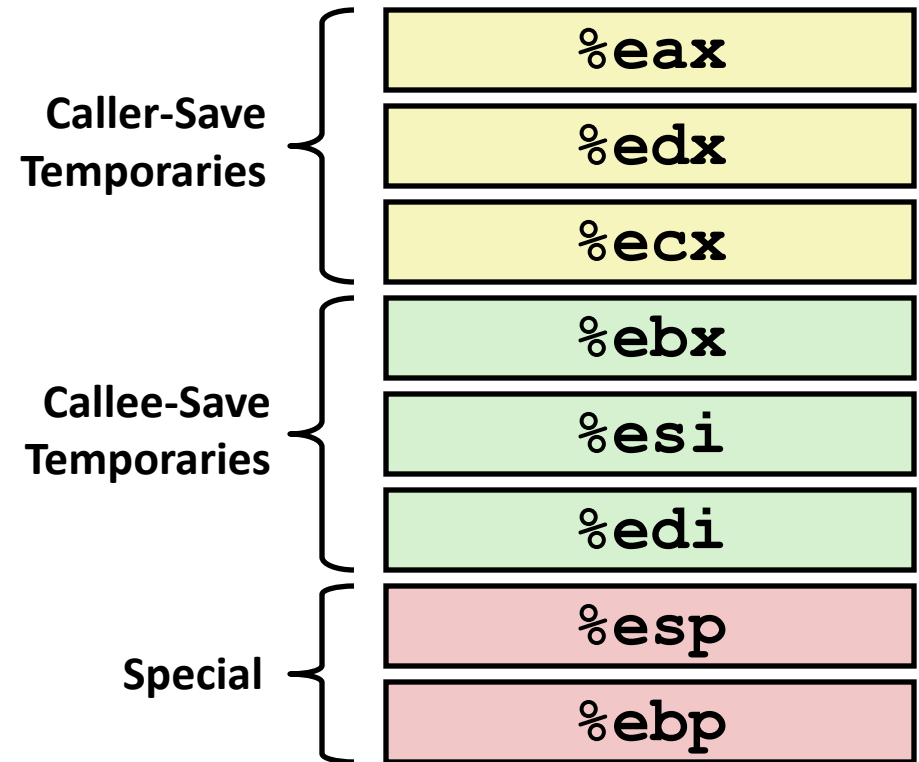 Caller-Save
Temporaries
%eax
%edx
%ecx
Callee-Save
Temporaries
%ebx
%esi
%edi
Special
%esp
%ebp